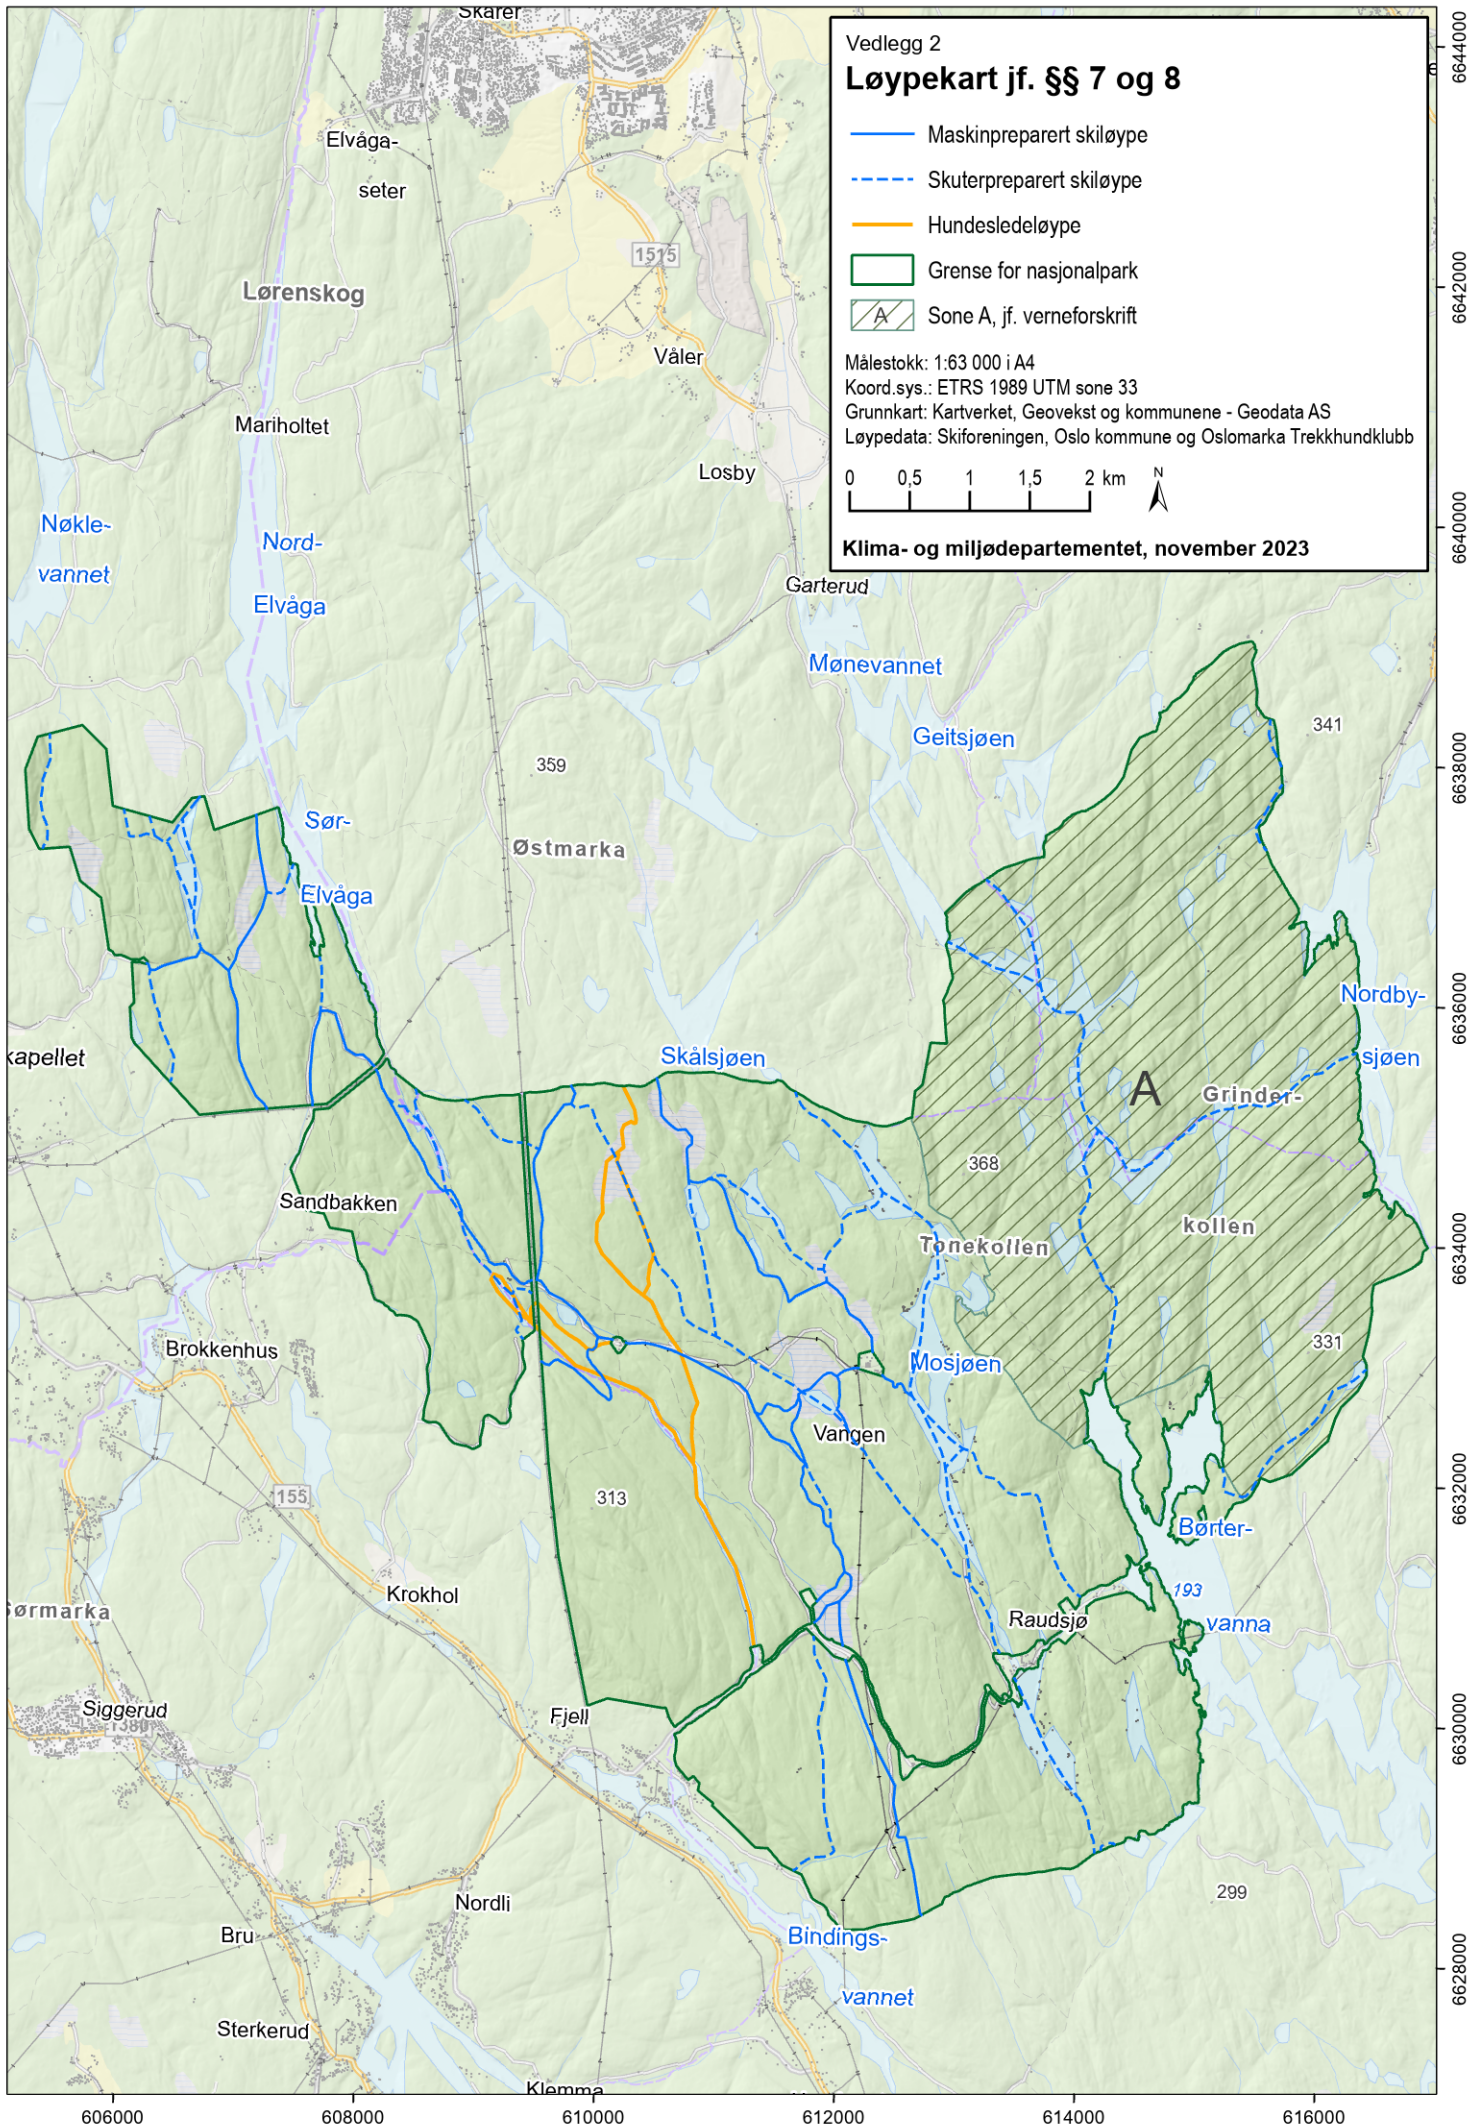 Vedlegg 2
Løypekart jf. §§ 7 og 8
Maskinpreparert skiløype
Skuterpreparert skiløype
Hundesledeløype
Grense for nasjonalpark
A
Sone A, jf. verneforskrift
Målestokk: 1:63 000 i A4
Koord.sys.: ETRS 1989 UTM sone 33
Grunnkart: Kartverket, Geovekst og kommunene - Geodata AS
Løypedata: Skiforeningen, Oslo kommune og Oslomarka Trekkhundklubb
0 0,5 1 1,5 2 km
N
Klima- og miljødepartementet, november 2023
Skårer
Elvåga-
seter
1515
Lørenskog
Våler
Mariholtet
Losby
Nøkle-
vannet
Nord-
Elvåga
Garterud
Mønevannet
Geitsjøen
341
359
Sør-
Elvåga
Østmarka
Nordby-
sjøen
kapellet
Skålsjøen
A
Grinder-
kollen
368
Sandbakken
Tonekollen
Brokkenhus
Mosjøen
331
Vangen
155
313
Børter-
vanna
193
Krokhol
Sørmarka
Raudsjø
Siggerud
1380
Fjell
Nordli
299
Bru
Bindings-
vannet
Sterkerud
Klemma
606000
608000
610000
612000
614000
616000
6644000
6642000
6640000
6638000
6636000
6634000
6632000
6630000
6628000